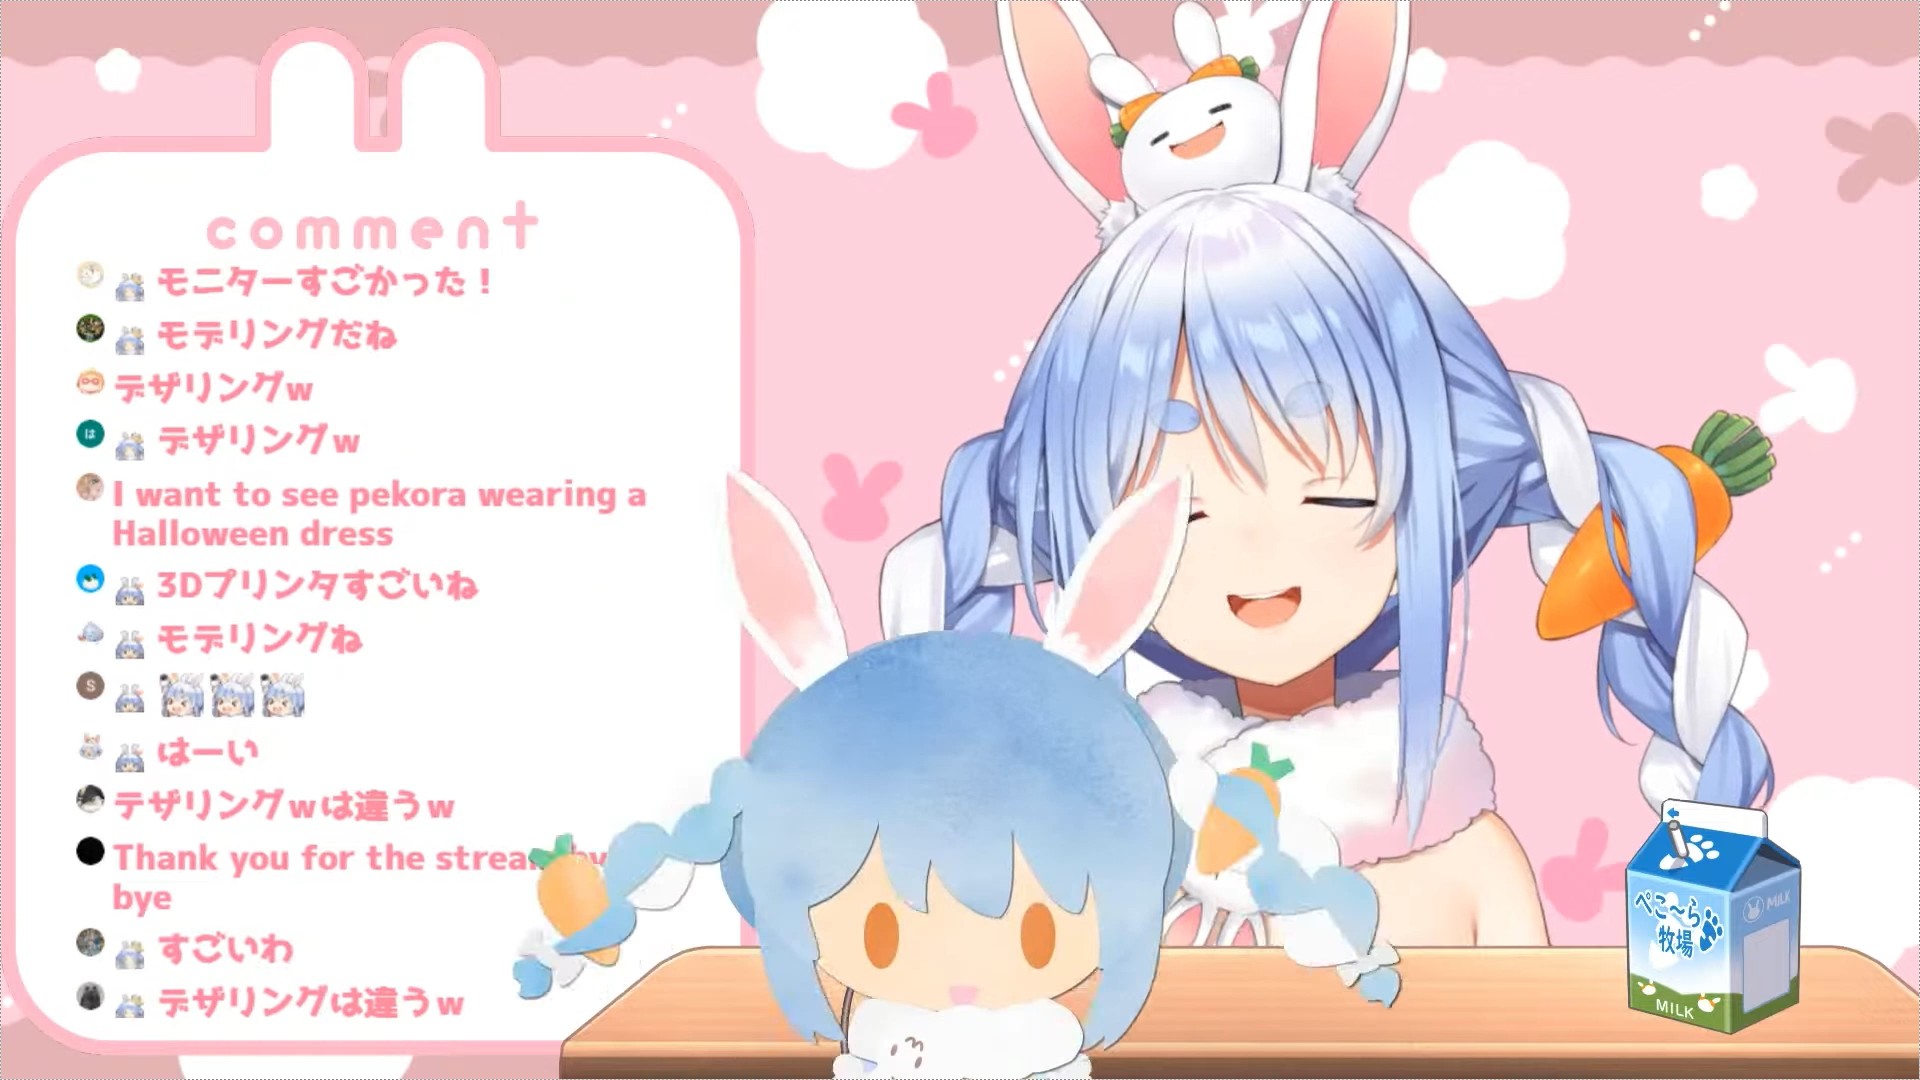 comment
モニターすごかった！
モデリングだね
デザリングw
は
デザリングw
I want to see pekora wearing a
Halloween dress
3Dプリンタすごいね
モデリングね
S
はーい
テザリングwは違うw
Thank you for the stream by
bye
すごいわ
デザリングは違うw
ぺこ〜ら
牧場
MILK
MILK